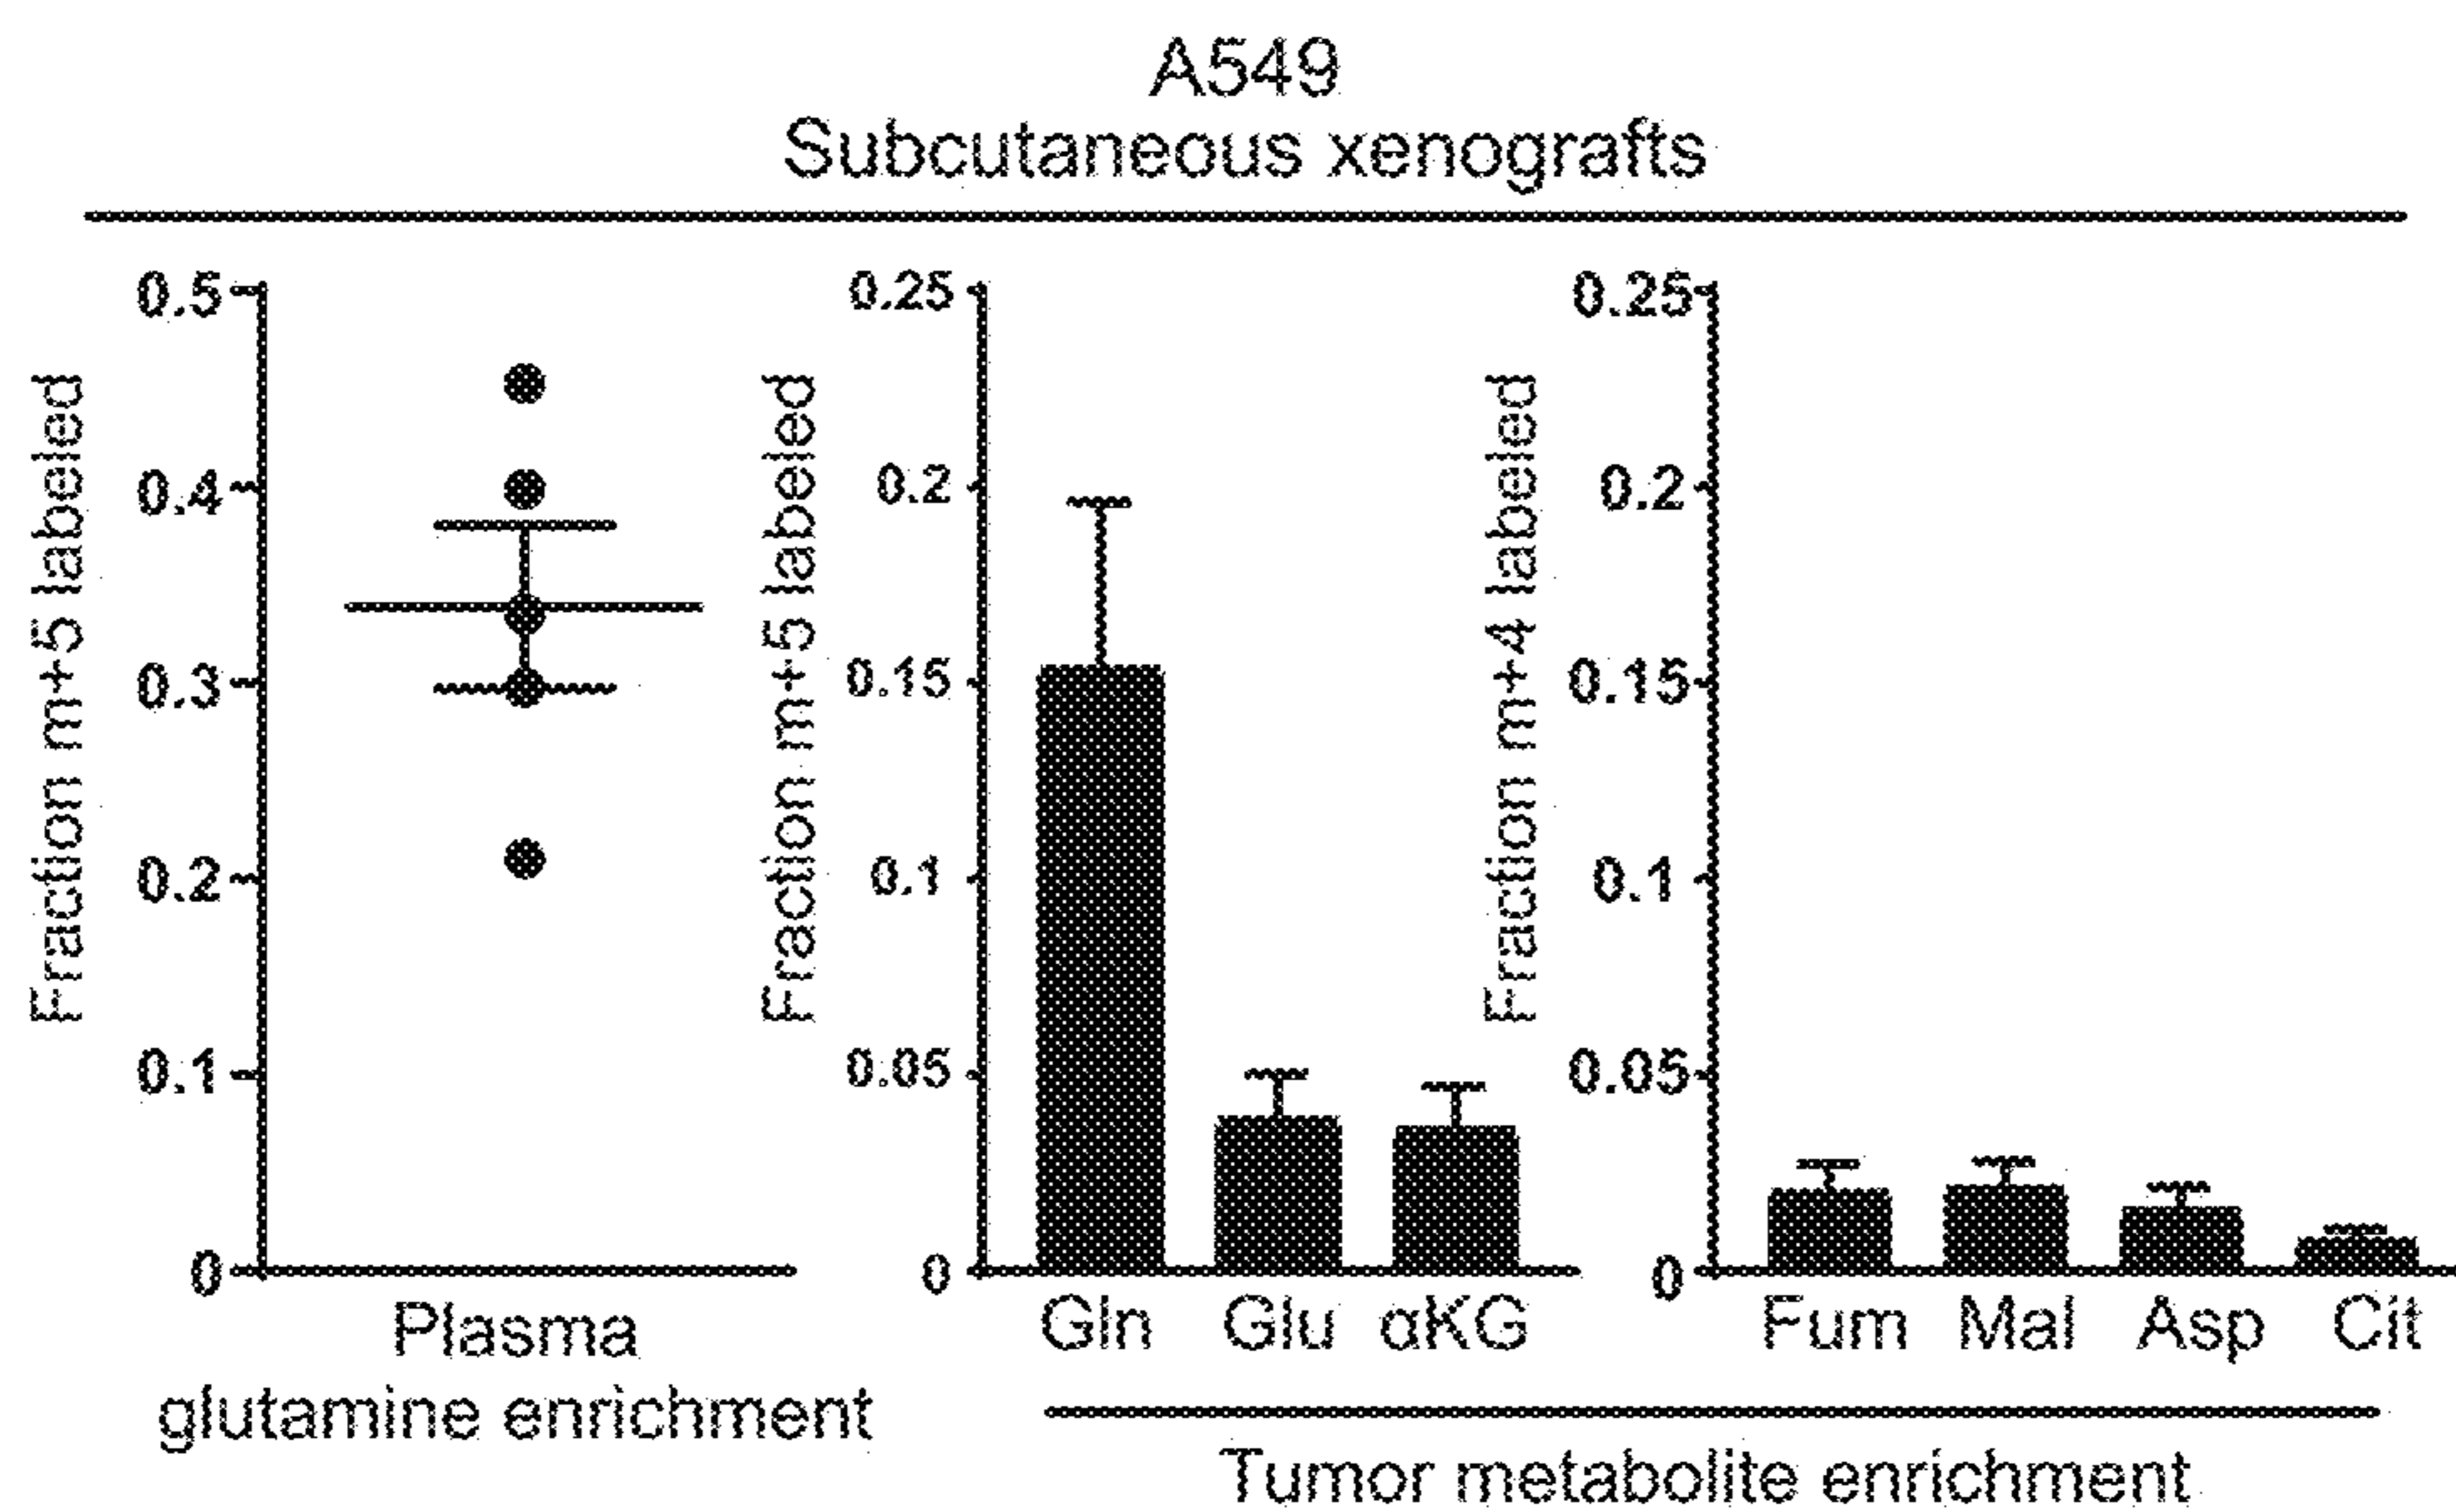 A549
Subcutaneous xenografts
Fraction m+5 labeled
0.5
0.4
0.3
0.2
0.1
0
Plasma
glutamine enrichment
Fraction m+5 labeled
0.25
0.2
0.15
0.1
0.05
0
Gln Glu αKG
Fraction m+4 labeled
0.25
0.2
0.15
0.1
0.05
0
Fum Mal Asp Cit
Tumor metabolite enrichment